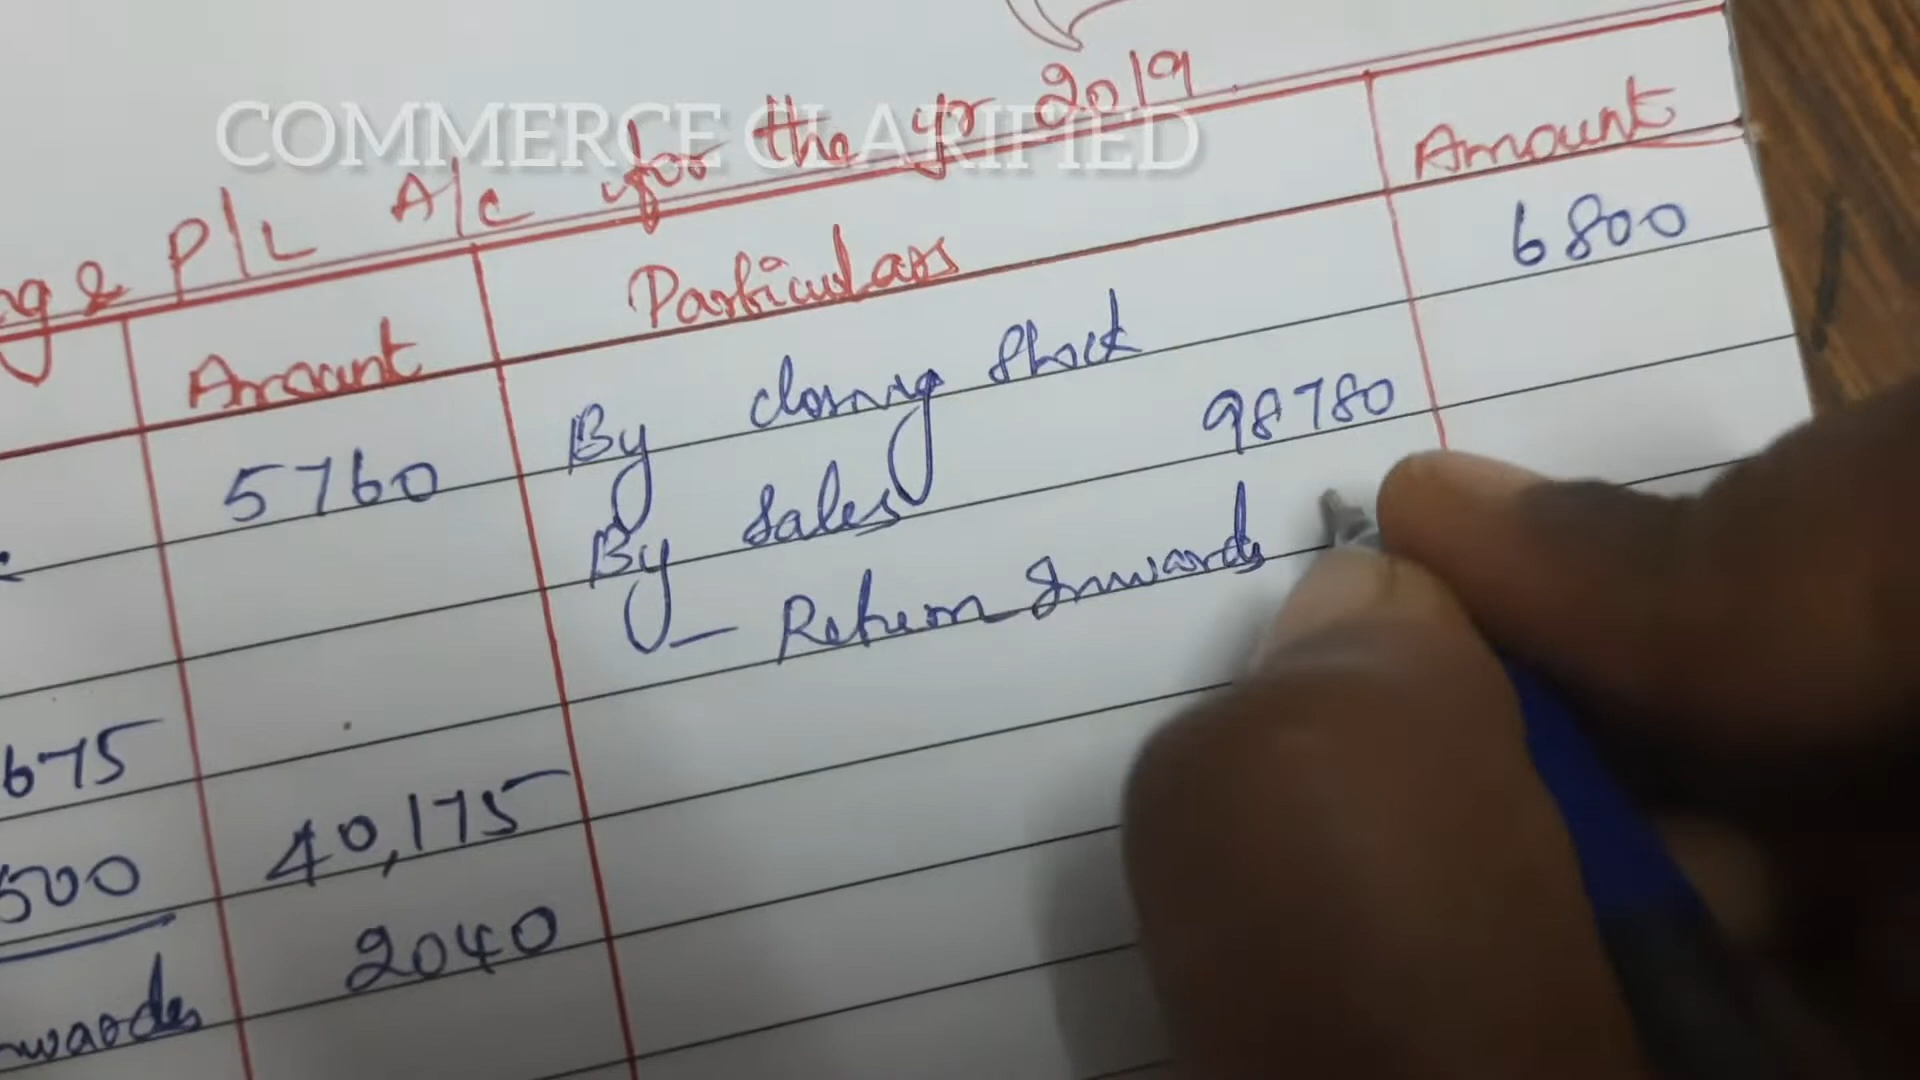 COMMERCE CLARIFIED
ng & P/L A/c for the yr 2019
Amount Particulars Amount
5760 By closing Stock 6800
By Sales 98780
- Return Inwards
675
500 40,175
2040